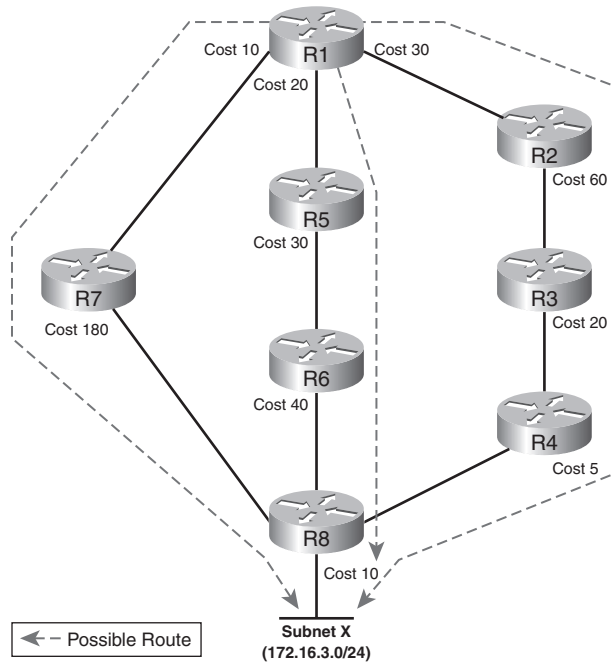 R1
Cost 10
Cost 30
Cost 20
R2
Cost 60
R5
Cost 30
R7
Cost 180
R3
Cost 20
R6
Cost 40
R4
Cost 5
R8
Cost 10
Subnet X
(172.16.3.0/24)
Possible Route